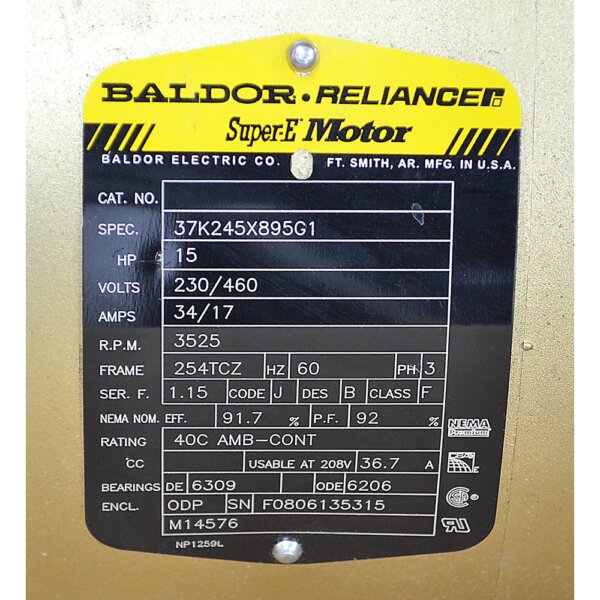 BALDOR • RELIANCER
Super-E Motor
BALDOR ELECTRIC CO. FT. SMITH, AR. MFG. IN U.S.A.
CAT. NO.
SPEC. 37K245X895G1
HP 15
VOLTS 230/460
AMPS 34/17
R.P.M. 3525
FRAME 254TCZ HZ 60 PH 3
SER. F. 1.15 CODE J DES B CLASS F
NEMA NOM. EFF. 91.7 % P.F. 92 %
NEMA
RATING 40C AMB-CONT
CC USABLE AT 208V 36.7 A
BEARINGS DE 6309 ODE 6206
ENCL. ODP SN F0806135315
M14576
NP1259L